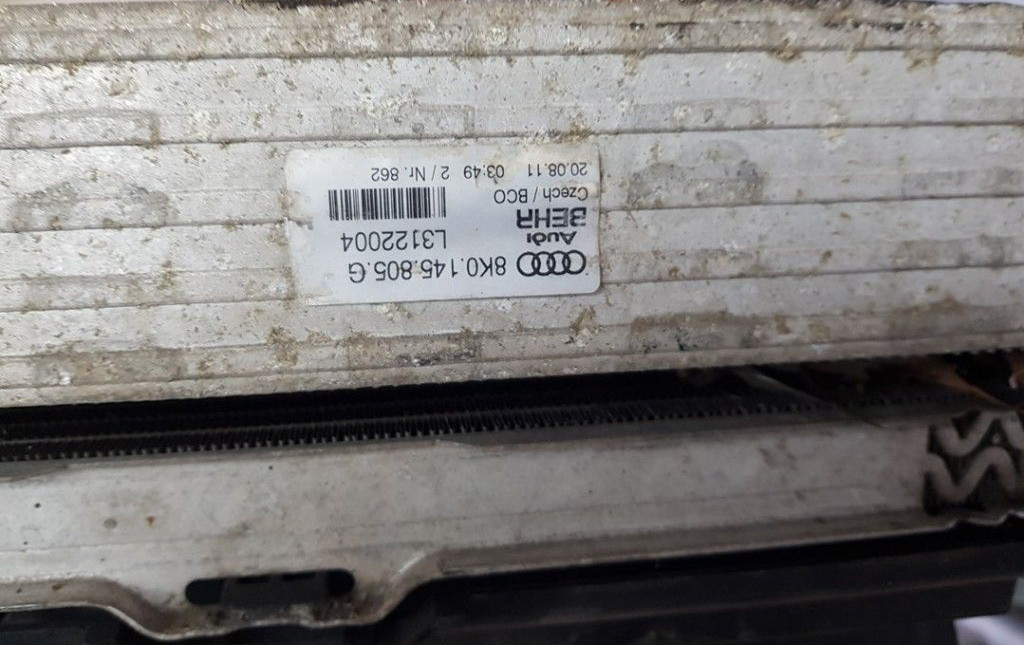 8K0.145.805.G
Audi
L3122004
BEHR
Czech / BCO
20.08.11 03:49 2 / Nr. 862